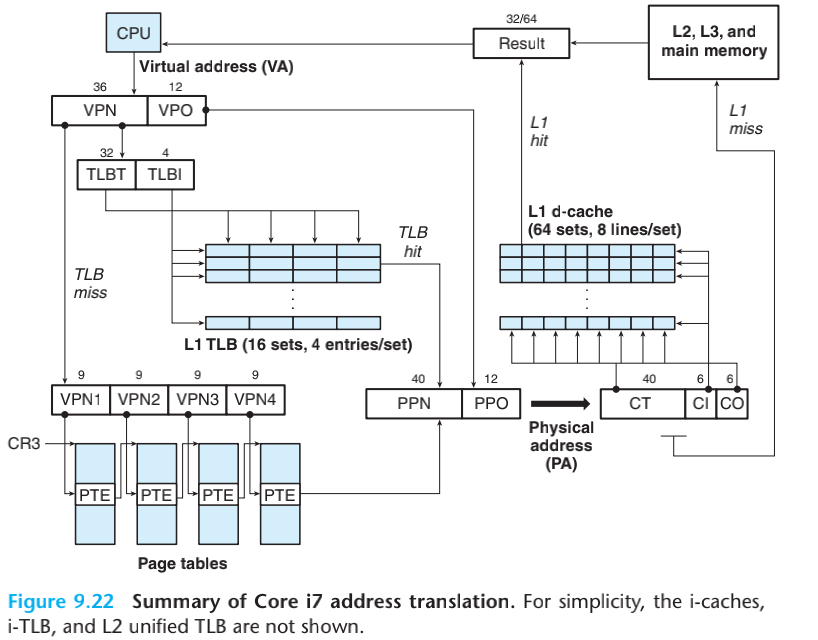 CPU
32/64
Result
L2, L3, and
main memory
Virtual address (VA)
36
12
VPN
VPO
L1
hit
L1
miss
32
4
TLBT
TLBI
L1 d-cache
(64 sets, 8 lines/set)
TLB
hit
TLB
miss
L1 TLB (16 sets, 4 entries/set)
9
9
9
9
VPN1
VPN2
VPN3
VPN4
40
12
PPN
PPO
40
6
6
CT
CI
CO
Physical
address
(PA)
CR3
PTE
PTE
PTE
PTE
Page tables
Figure 9.22 Summary of Core i7 address translation. For simplicity, the i-caches,
i-TLB, and L2 unified TLB are not shown.